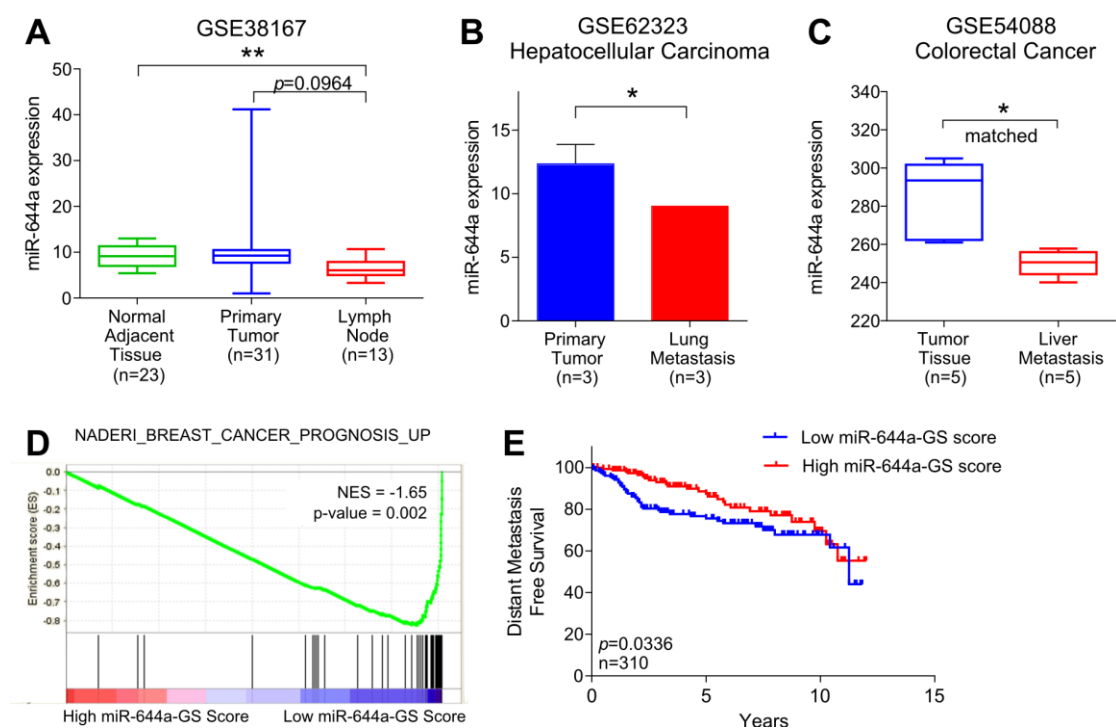 A
GSE38167
**
p=0.0964
miR-644a expression
50
40
30
20
10
0
Normal
Adjacent
Tissue
(n=23)
Primary
Tumor
(n=31)
Lymph
Node
(n=13)
B
GSE62323
Hepatocellular Carcinoma
*
miR-644a expression
15
10
5
0
Primary
Tumor
(n=3)
Lung
Metastasis
(n=3)
C
GSE54088
Colorectal Cancer
*
matched
miR-644a expression
340
320
300
280
260
240
220
Tumor
Tissue
(n=5)
Liver
Metastasis
(n=5)
D
NADERI_BREAST_CANCER_PROGNOSIS_UP
NES = -1.65
p-value = 0.002
Enrichment score (ES)
0.0
-0.1
-0.2
-0.3
-0.4
-0.5
-0.6
-0.7
-0.8
High miR-644a-GS Score
Low miR-644a-GS Score
E
Low miR-644a-GS score
High miR-644a-GS score
Distant Metastasis
Free Survival
100
80
60
40
20
0
p=0.0336
n=310
0
5
10
15
Years